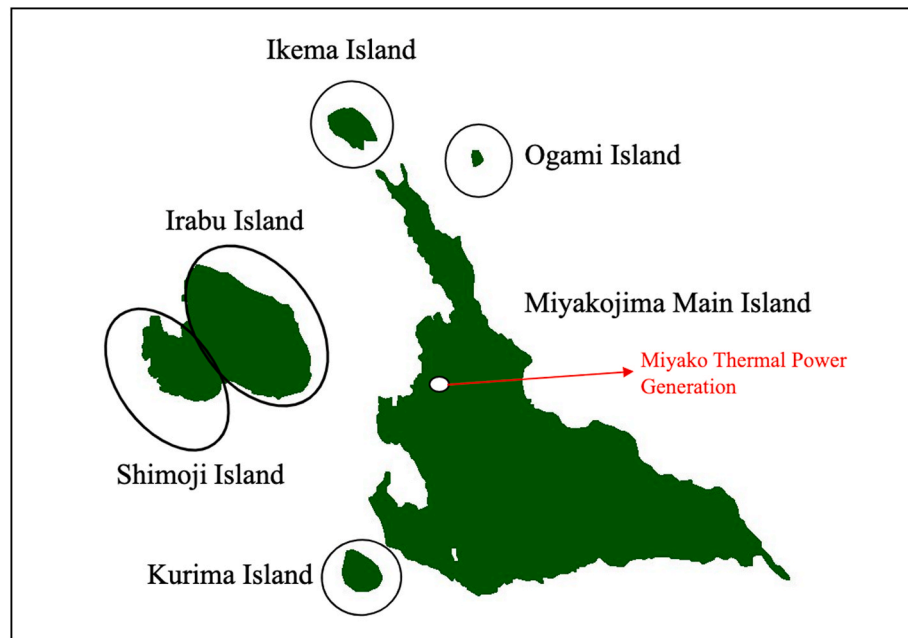 Ikema Island
Ogami Island
Irabu Island
Miyakojima Main Island
Miyako Thermal Power
Generation
Shimoji Island
Kurima Island